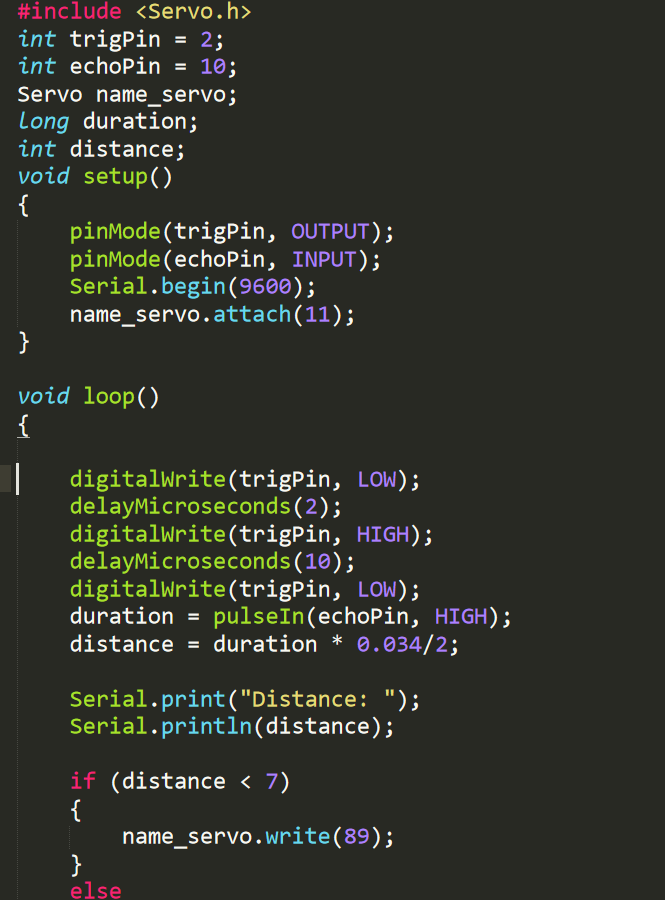 #include <Servo.h>
int trigPin = 2;
int echoPin = 10;
Servo name_servo;
long duration;
int distance;
void setup()
{
    pinMode(trigPin, OUTPUT);
    pinMode(echoPin, INPUT);
    Serial.begin(9600);
    name_servo.attach(11);
}

void loop()
{

    digitalWrite(trigPin, LOW);
    delayMicroseconds(2);
    digitalWrite(trigPin, HIGH);
    delayMicroseconds(10);
    digitalWrite(trigPin, LOW);
    duration = pulseIn(echoPin, HIGH);
    distance = duration * 0.034/2;

    Serial.print("Distance: ");
    Serial.println(distance);

    if (distance < 7)
    {
        name_servo.write(89);
    }
    else